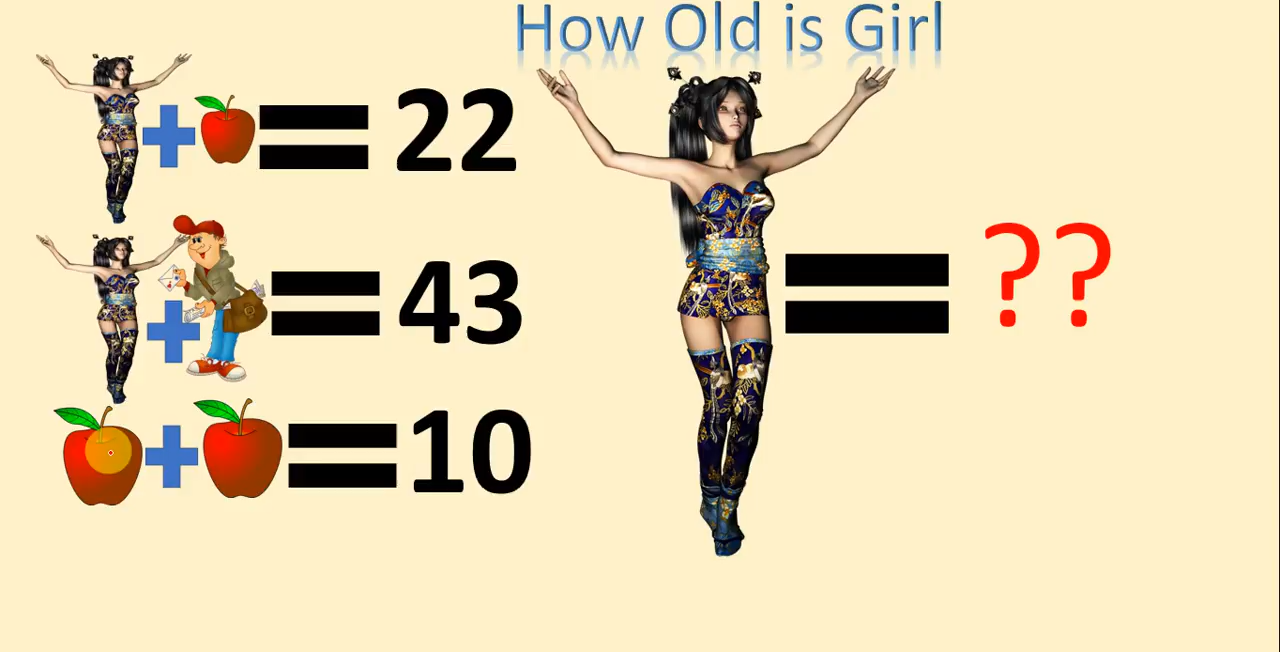 How Old is Girl
+ = 22
+ = 43
+ = 10
= ??